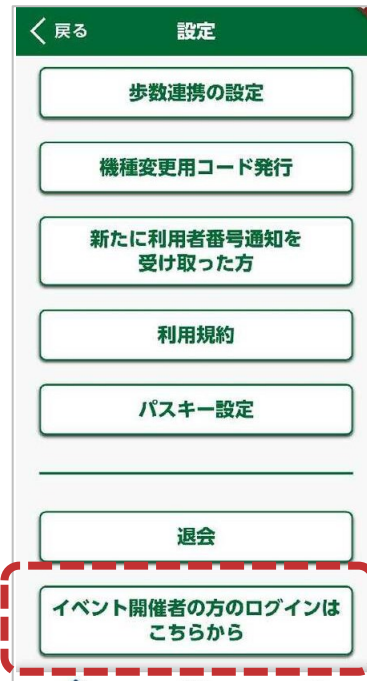 戻る 設定
歩数連携の設定
機種変更用コード発行
新たに利用者番号通知を
受け取った方
利用規約
パスキー設定
退会
イベント開催者の方のログインは
こちらから